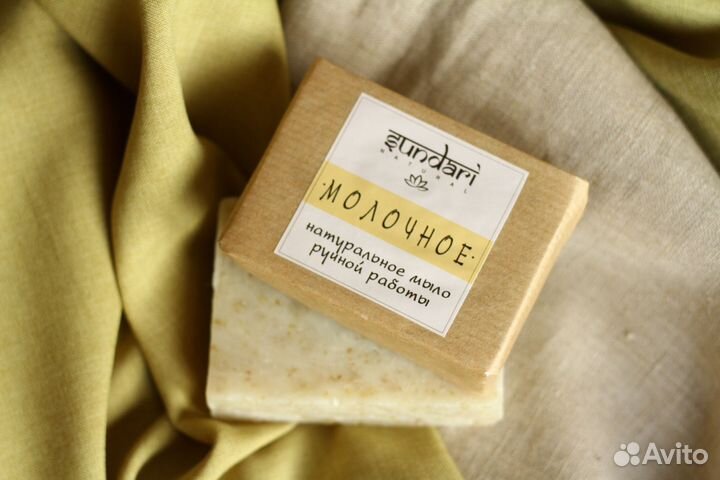 sundari
NATURAL
·МОЛОЧНОЕ·
натуральное мыло
ручной работы
Avito